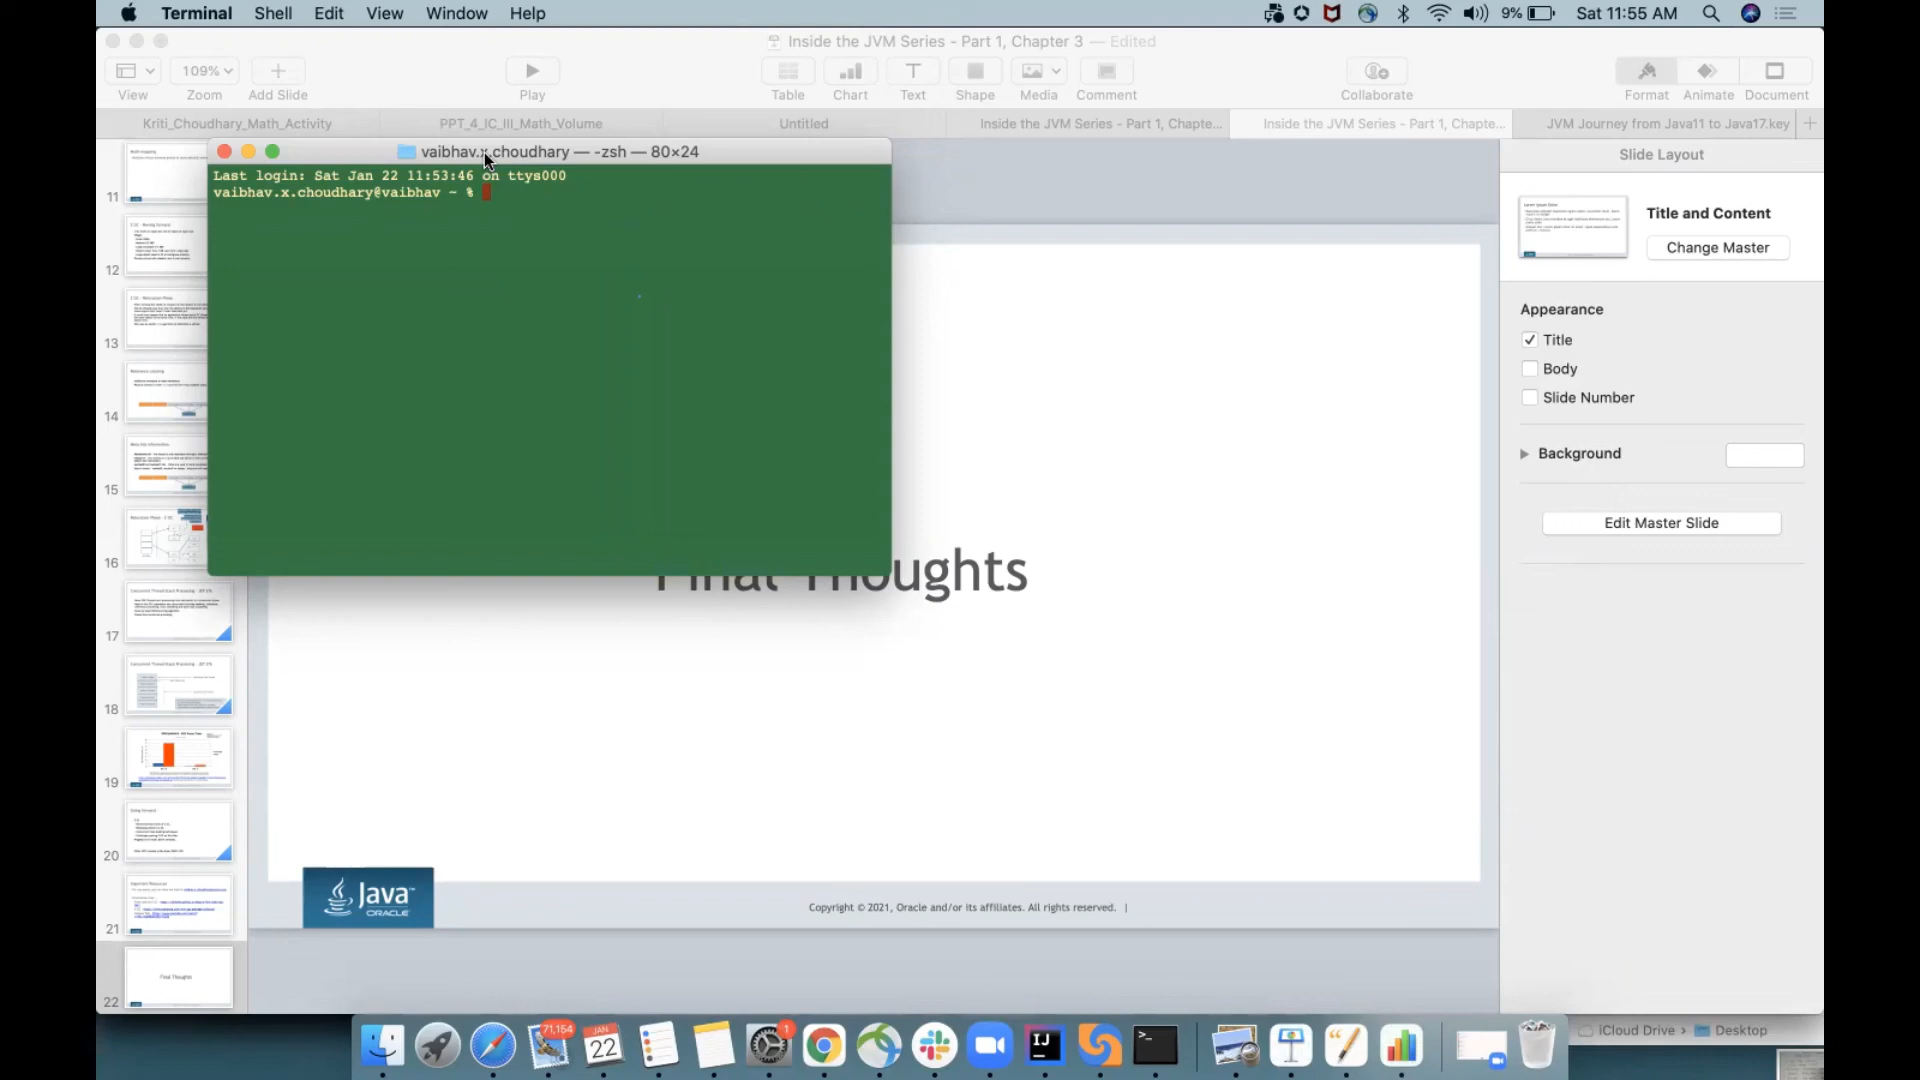 Terminal Shell Edit View Window Help 9% Sat 11:55 AM
Inside the JVM Series - Part 1, Chapter 3 — Edited
109%
View Zoom Add Slide Play Table Chart Text Shape Media Comment Collaborate Format Animate Document
Kriti_Choudhary_Math_Activity PPT_4_IC_III_Math_Volume Untitled Inside the JVM Series - Part 1, Chapte... Inside the JVM Series - Part 1, Chapte... JVM Journey from Java11 to Java17.key
vaibhav.x.choudhary — -zsh — 80×24
Last login: Sat Jan 22 11:53:46 on ttys000
vaibhav.x.choudhary@vaibhav ~ %
11
12
13
14
15
16
17
18
19
20
21
22
Final Thoughts
Final Thoughts
Java
ORACLE
Copyright © 2021, Oracle and/or its affiliates. All rights reserved. |
Slide Layout
Title and Content
Change Master
Appearance
Title
Body
Slide Number
Background
Edit Master Slide
71,154
JAN
22
1
IJ
>_
iCloud Drive › Desktop